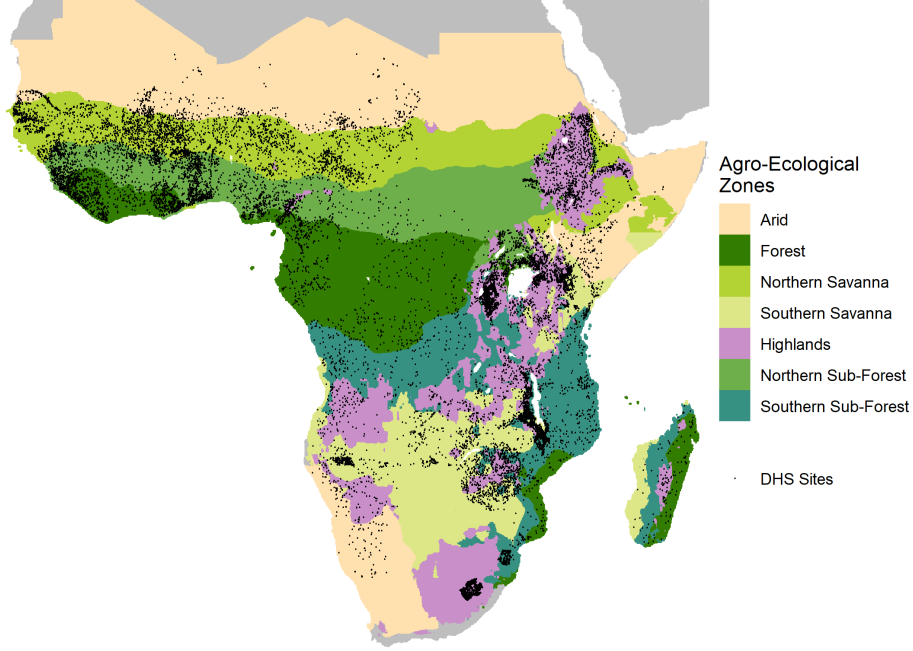 Agro-Ecological
Zones
Arid
Forest
Northern Savanna
Southern Savanna
Highlands
Northern Sub-Forest
Southern Sub-Forest
DHS Sites